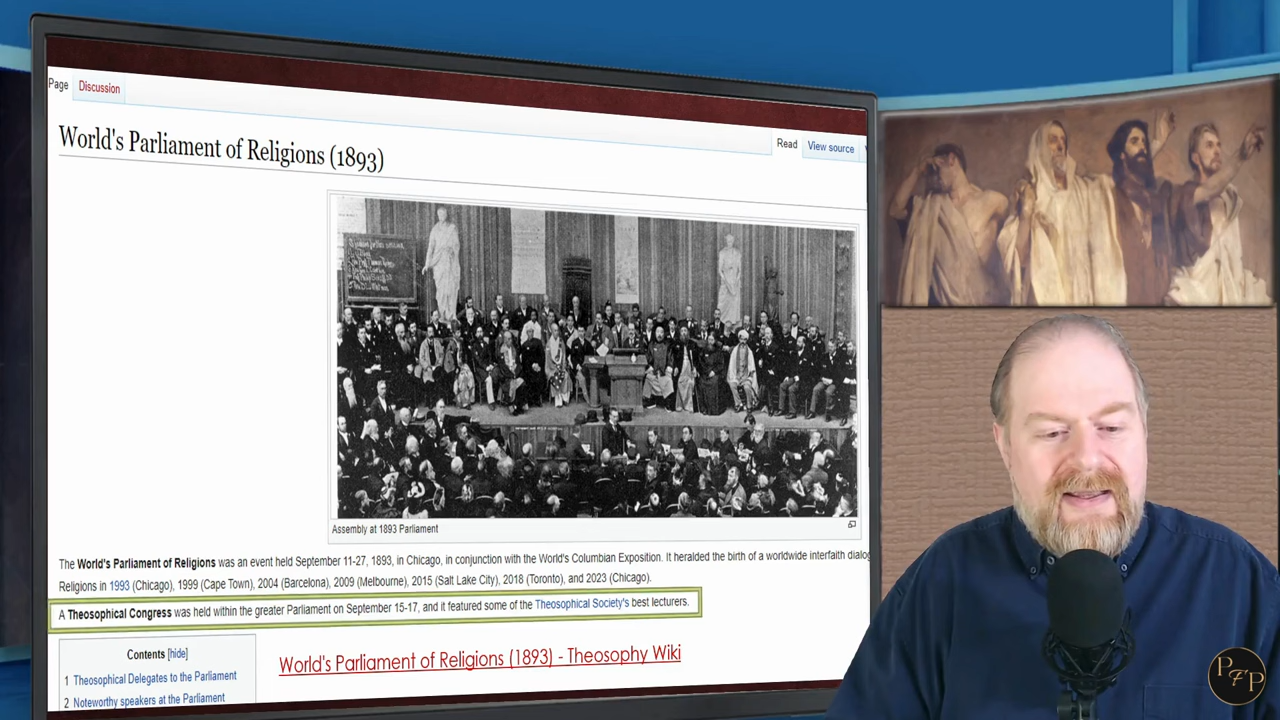 Page
Discussion
World's Parliament of Religions (1893)
Read
View source
Assembly at 1893 Parliament
The World's Parliament of Religions was an event held September 11-27, 1893, in Chicago, in conjunction with the World's Columbian Exposition. It heralded the birth of a worldwide interfaith dialog
Religions in 1993 (Chicago), 1999 (Cape Town), 2004 (Barcelona), 2009 (Melbourne), 2015 (Salt Lake City), 2018 (Toronto), and 2023 (Chicago).
A Theosophical Congress was held within the greater Parliament on September 15-17, and it featured some of the Theosophical Society's best lecturers.
Contents [hide]
1 Theosophical Delegates to the Parliament
2 Noteworthy speakers at the Parliament
World's Parliament of Religions (1893) - Theosophy Wiki
PFP